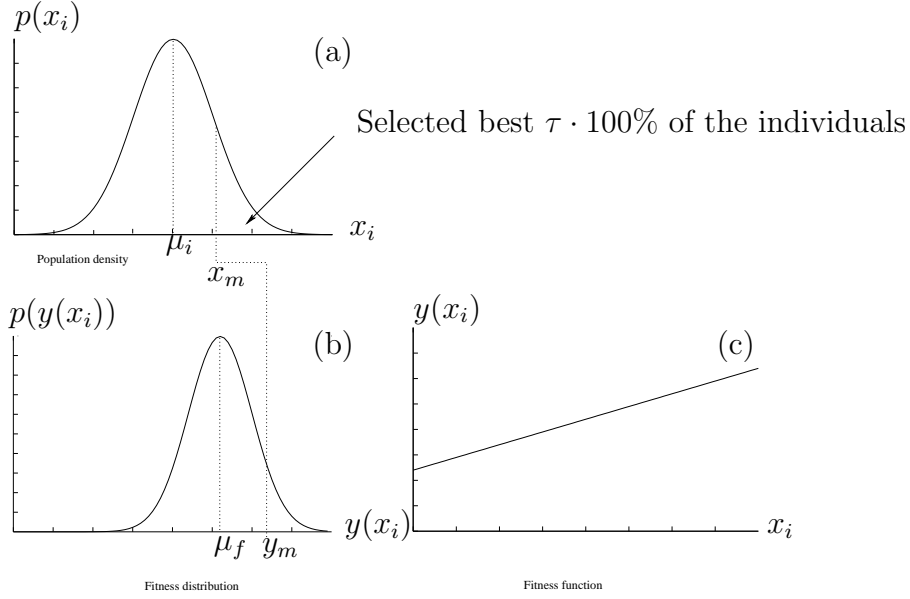 p(x_i)
(a)
Selected best τ · 100% of the individuals
x_i
μ_i
Population density
x_m
p(y(x_i))
(b)
y(x_i)
μ_f
y_m
Fitness distribution
y(x_i)
(c)
x_i
Fitness function